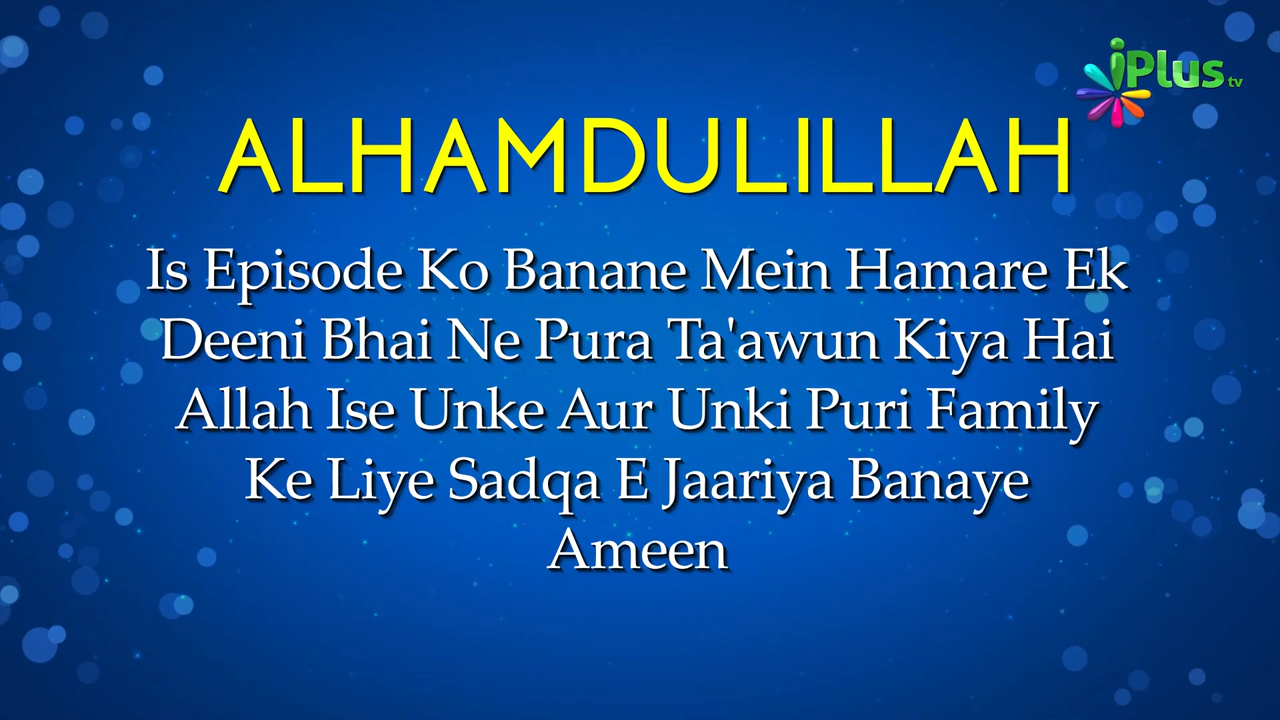 iPlus tv
ALHAMDULILLAH
Is Episode Ko Banane Mein Hamare Ek
Deeni Bhai Ne Pura Ta'awun Kiya Hai
Allah Ise Unke Aur Unki Puri Family
Ke Liye Sadqa E Jaariya Banaye
Ameen